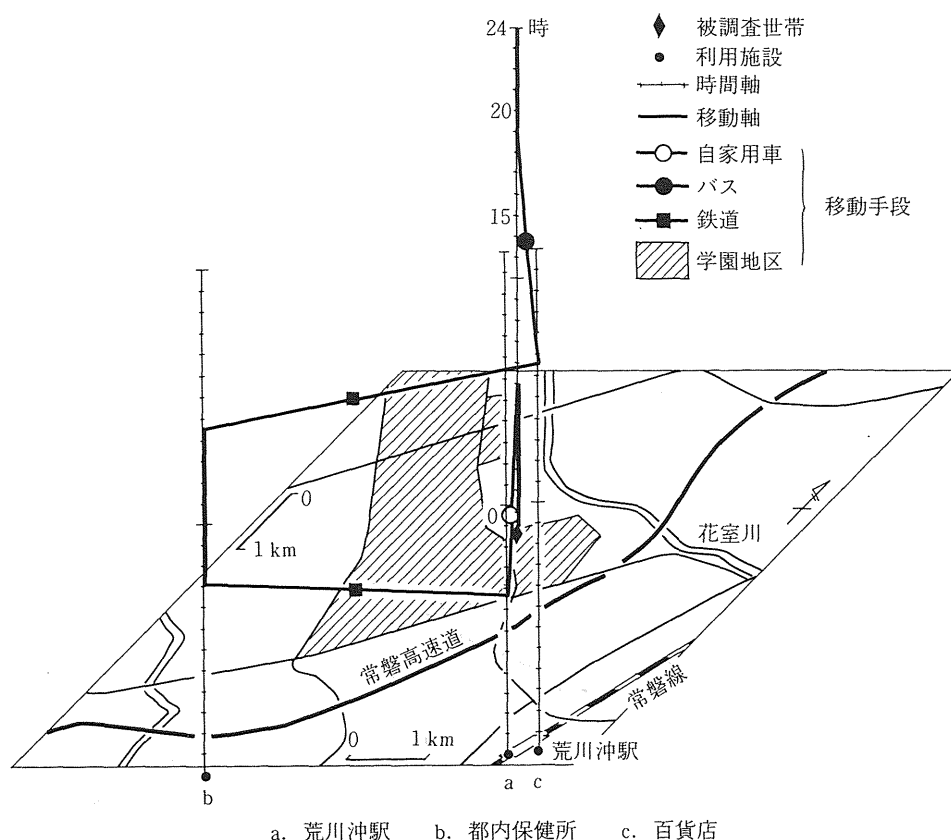 24 時
20
15
0
被調査世帯
利用施設
時間軸
移動軸
自家用車
バス
鉄道
学園地区
移動手段
0
1 km
花室川
常磐高速道
常磐線
0 1 km
荒川沖駅
b a c
a. 荒川沖駅 b. 都内保健所 c. 百貨店